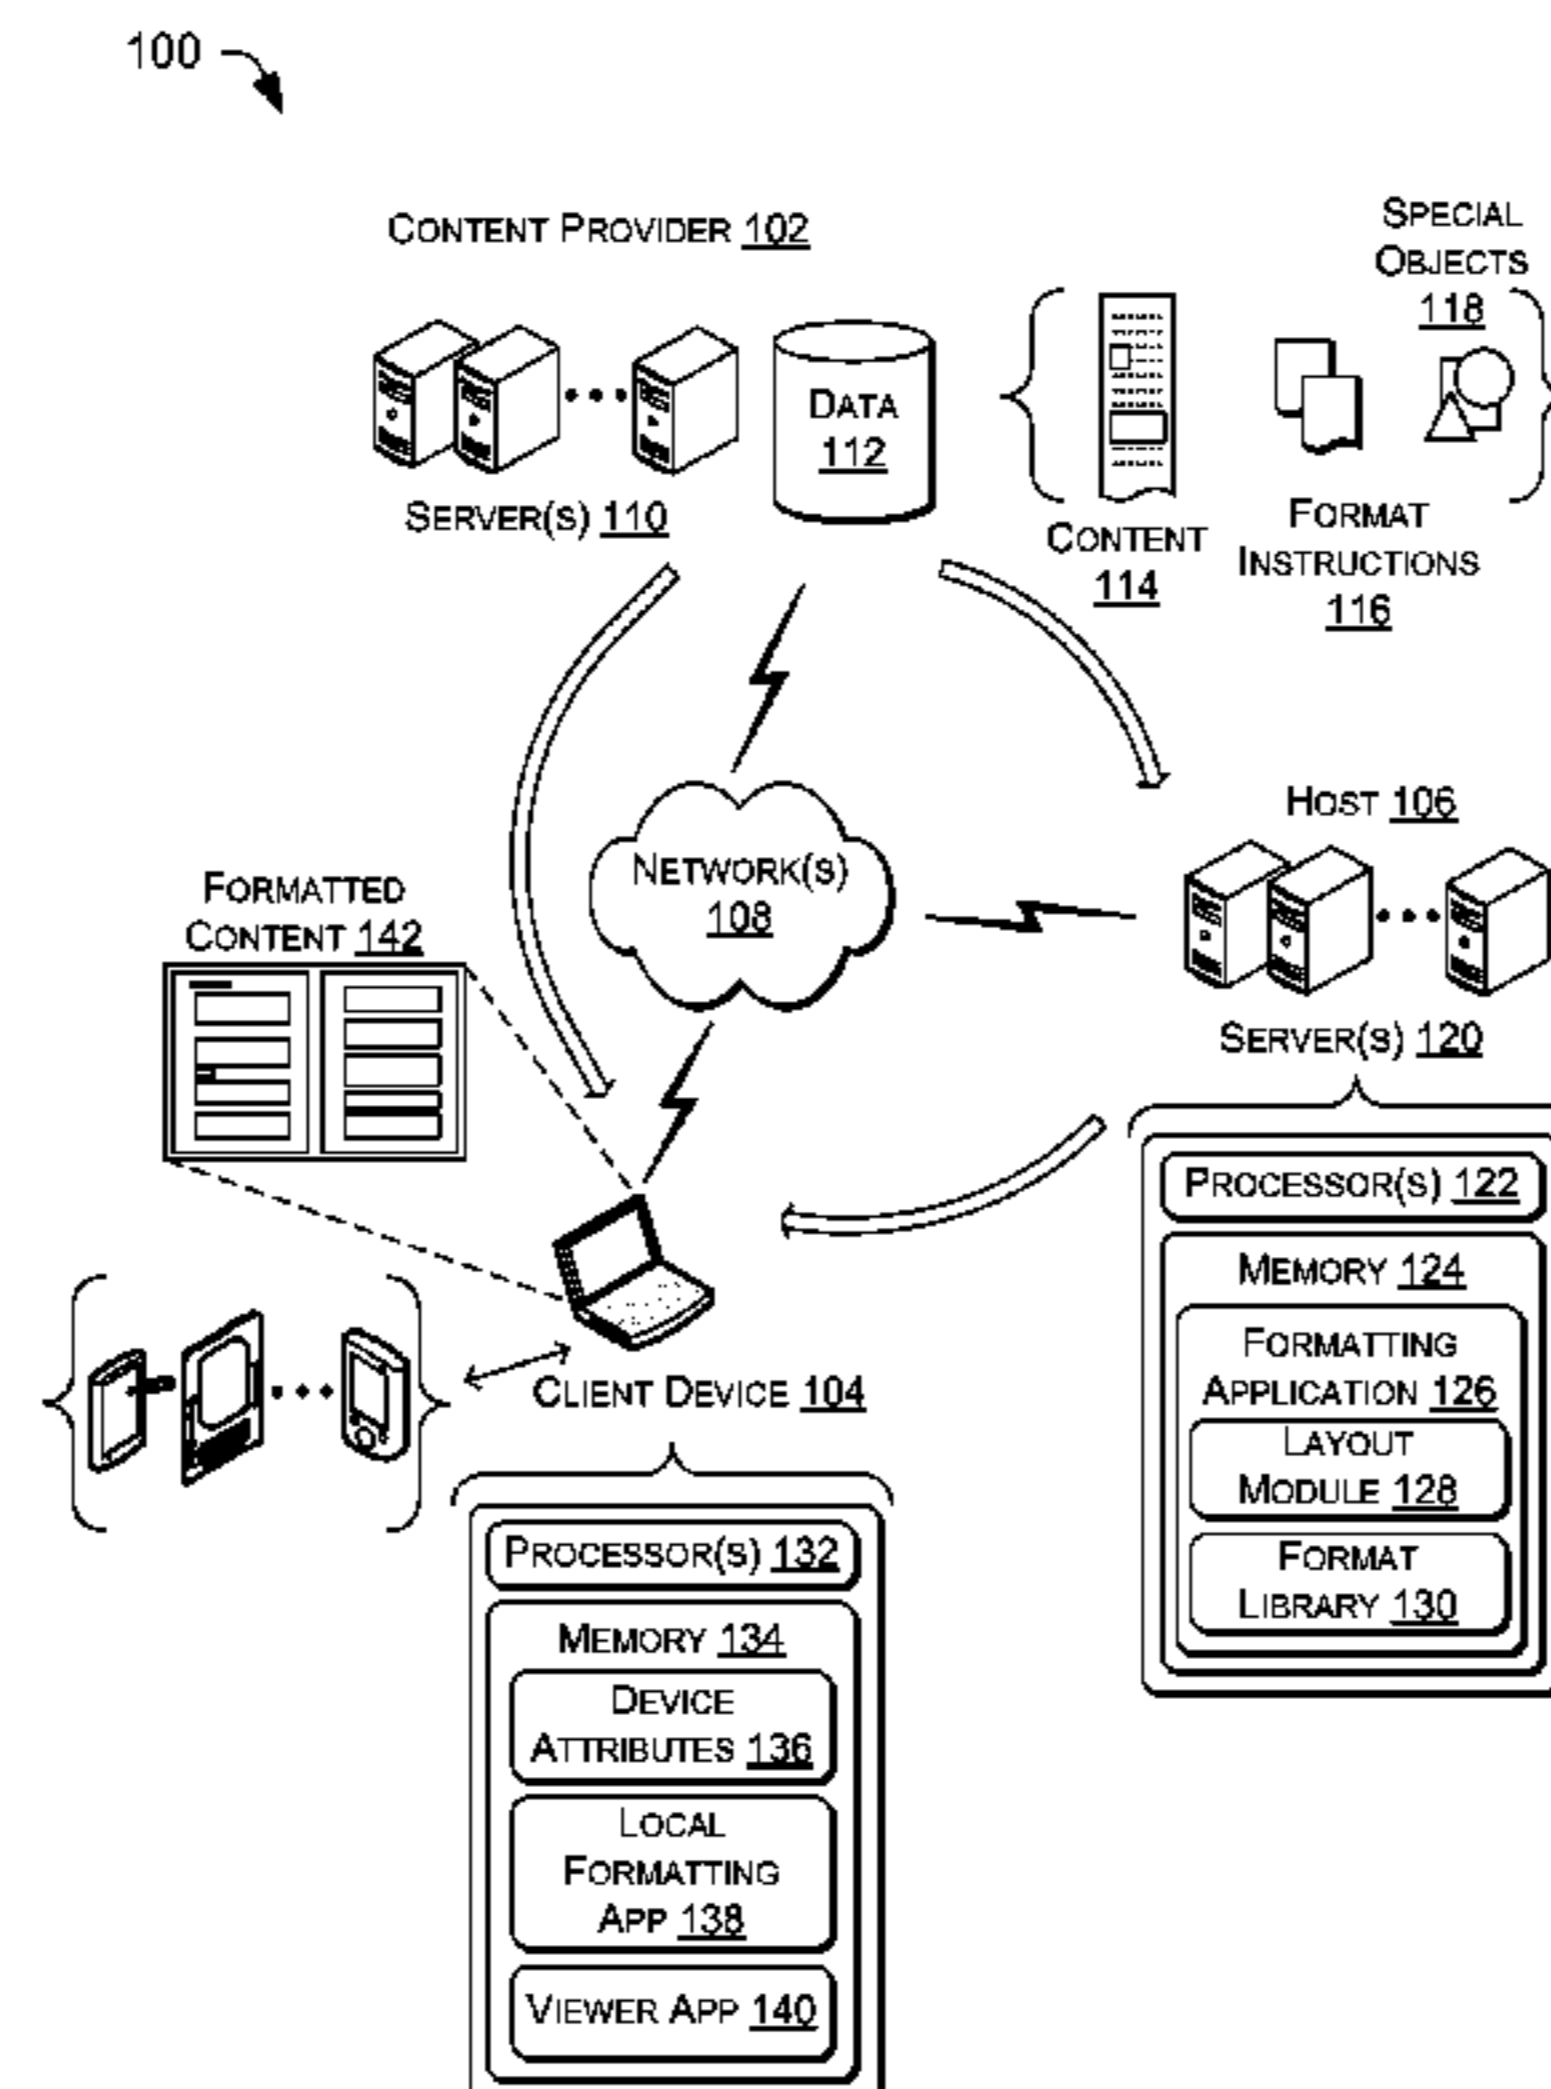 100
CONTENT PROVIDER 102
SPECIAL
OBJECTS
118
DATA
112
SERVER(S) 110
CONTENT
114
FORMAT
INSTRUCTIONS
116
HOST 106
NETWORK(S)
108
FORMATTED
CONTENT 142
SERVER(S) 120
PROCESSOR(S) 122
MEMORY 124
FORMATTING
APPLICATION 126
LAYOUT
MODULE 128
FORMAT
LIBRARY 130
CLIENT DEVICE 104
PROCESSOR(S) 132
MEMORY 134
DEVICE
ATTRIBUTES 136
LOCAL
FORMATTING
APP 138
VIEWER APP 140